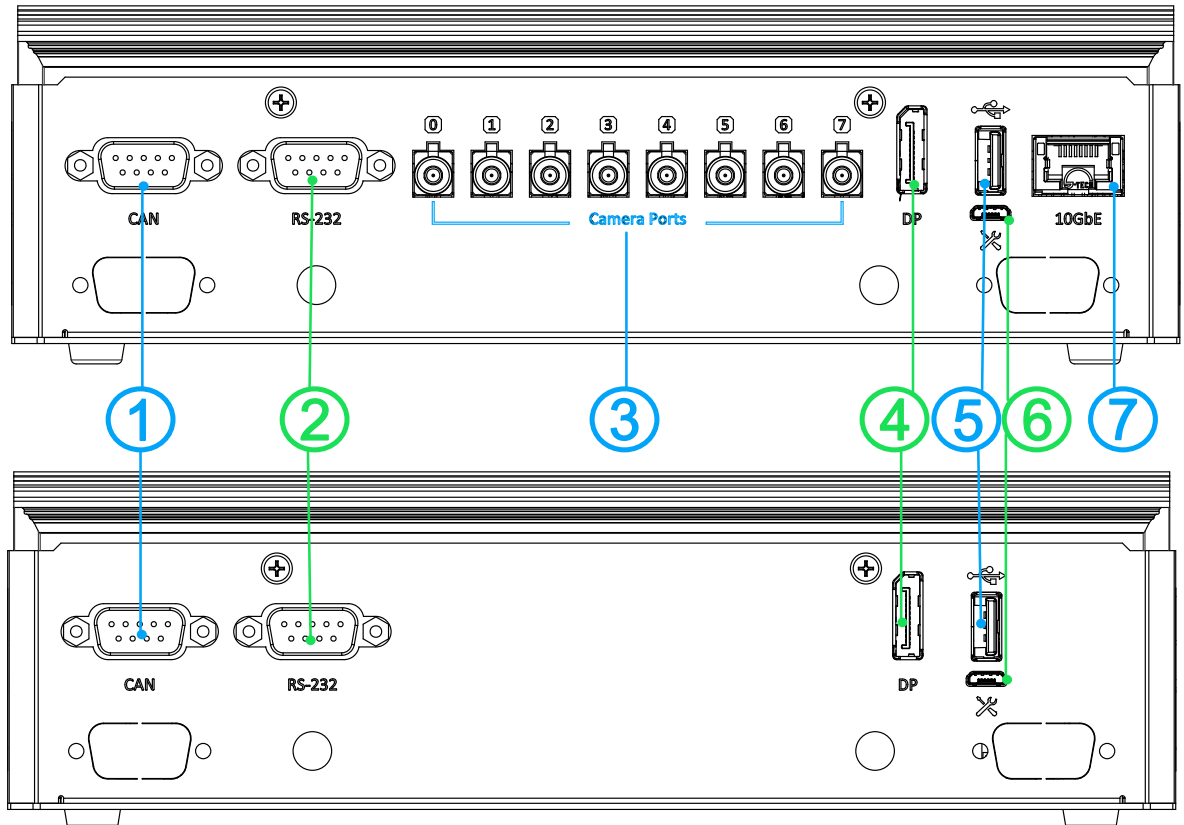 0 1 2 3 4 5 6 7
CAN
RS-232
Camera Ports
DP
10GbE
1 2 3 4 5 6 7
CAN
RS-232
DP